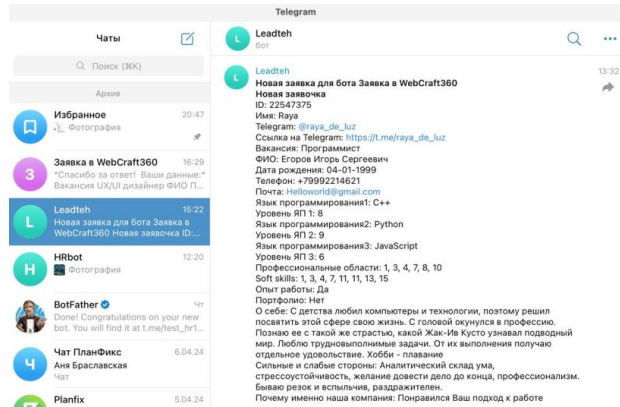 Telegram
Чаты
Поиск (⌘K)
Архив
Избранное 20:47
Фотография
З
Заявка в WebCraft360 16:29
*Спасибо за ответ! Ваши данные:*
Вакансия UX/UI дизайнер ФИО П...
L
Leadteh 15:22
Новая заявка для бота Заявка в
WebCraft360 Новая заявочка ID:...
H
HRbot 12:20
Фотография
BotFather Чт
Done! Congratulations on your new
bot. You will find it at t.me/test_hr1...
Ч
Чат ПланФикс 6.04.24
Аня Браславская
Чат
Planfix 5.04.24
L
Leadteh
бот
L
Leadteh 13:32
Новая заявка для бота Заявка в WebCraft360
Новая заявочка
ID: 22547375
Имя: Raya
Telegram: @raya_de_luz
Ссылка на Telegram: https://t.me/raya_de_luz
Вакансия: Программист
ФИО: Егоров Игорь Сергеевич
Дата рождения: 04-01-1999
Телефон: +79992214621
Почта: Helloworld@gmail.com
Язык программирования1: C++
Уровень ЯП 1: 8
Язык программирования2: Python
Уровень ЯП 2: 9
Язык программирования3: JavaScript
Уровень ЯП 3: 6
Профессиональные области: 1, 3, 4, 7, 8, 10
Soft skills: 1, 3, 4, 7, 11, 11, 13, 15
Опыт работы: Да
Портфолио: Нет
О себе: С детства любил компьютеры и технологии, поэтому решил
посвятить этой сфере свою жизнь. С головой окунулся в профессию.
Познаю ее с такой же страстью, какой Жак-Ив Кусто узнавал подводный
мир. Люблю трудновыполнимые задачи. От их выполнения получаю
отдельное удовольствие. Хобби - плавание
Сильные и слабые стороны: Аналитический склад ума,
стрессоустойчивость, желание довести дело до конца, профессионализм.
Бываю резок и вспыльчив, раздражителен.
Почему именно наша компания: Понравился Ваш подход к работе